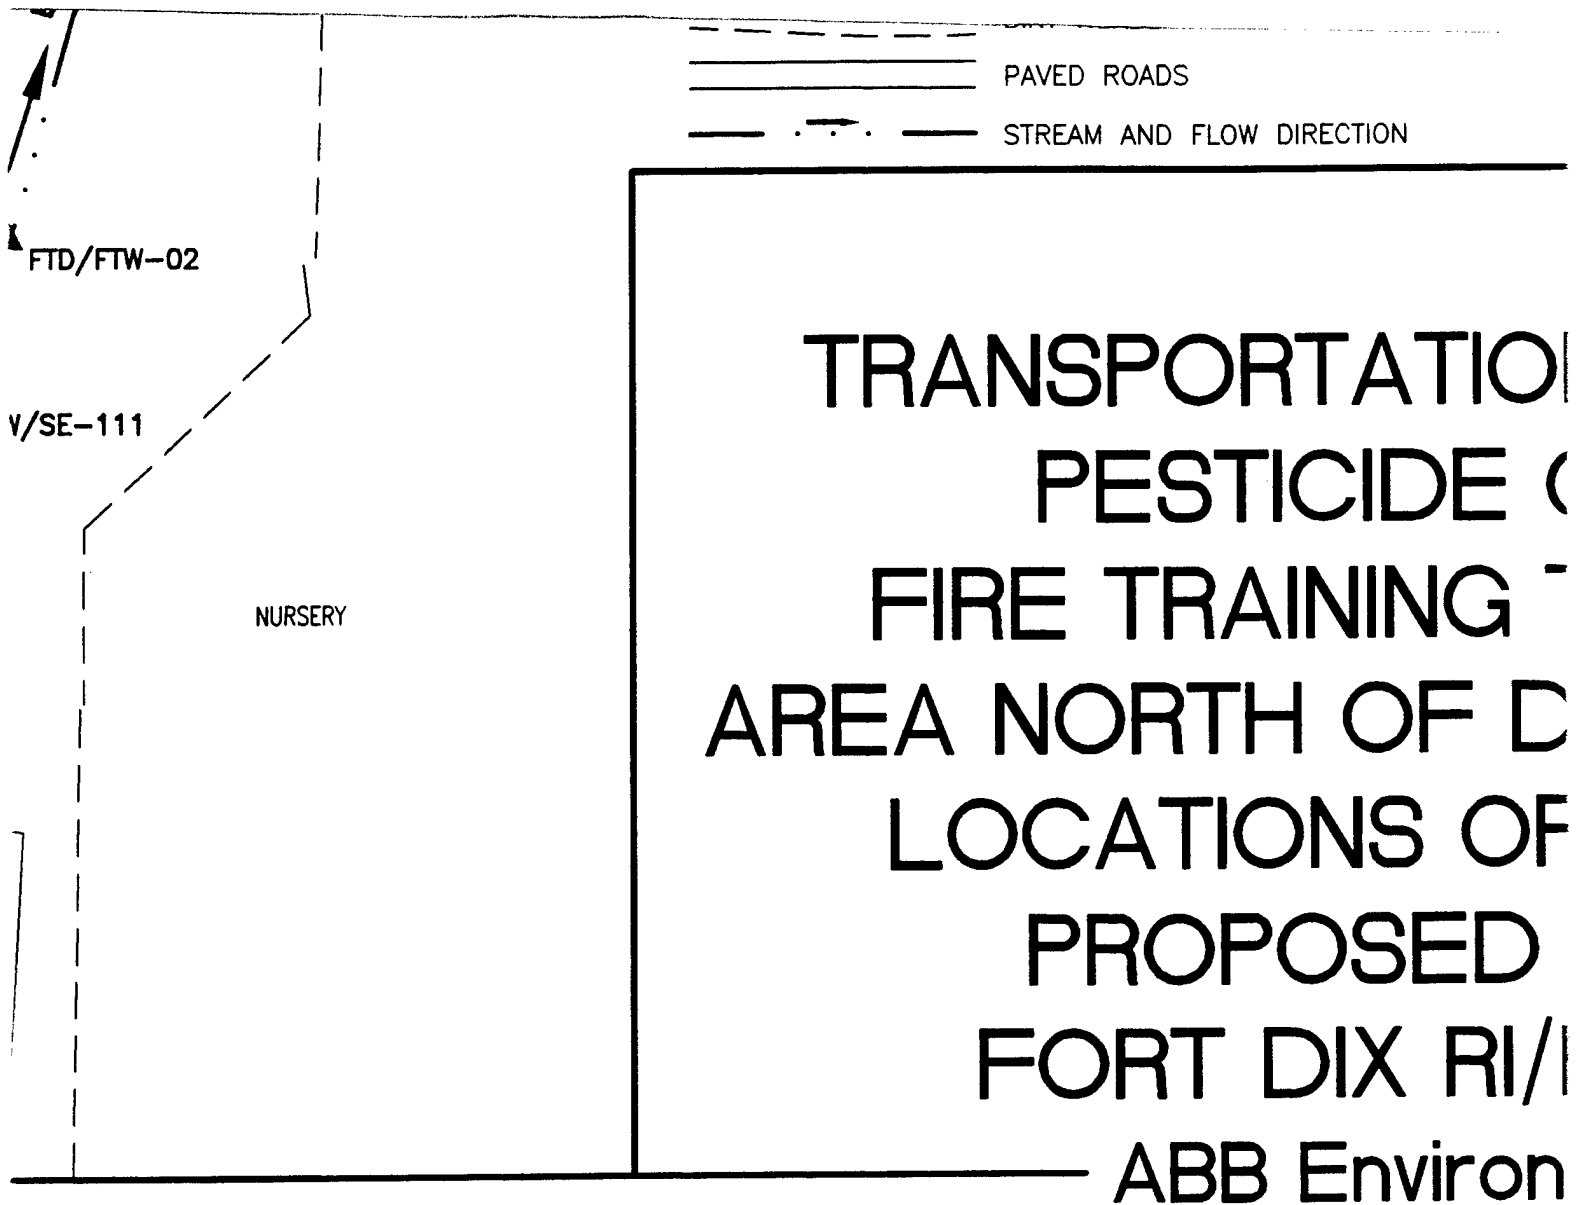 PAVED ROADS
STREAM AND FLOW DIRECTION
FTD/FTW-02
/SE-111
NURSERY
TRANSPORTATIO
PESTICIDE
FIRE TRAINING
AREA NORTH OF D
LOCATIONS OF
PROPOSED
FORT DIX RI/
ABB Environ